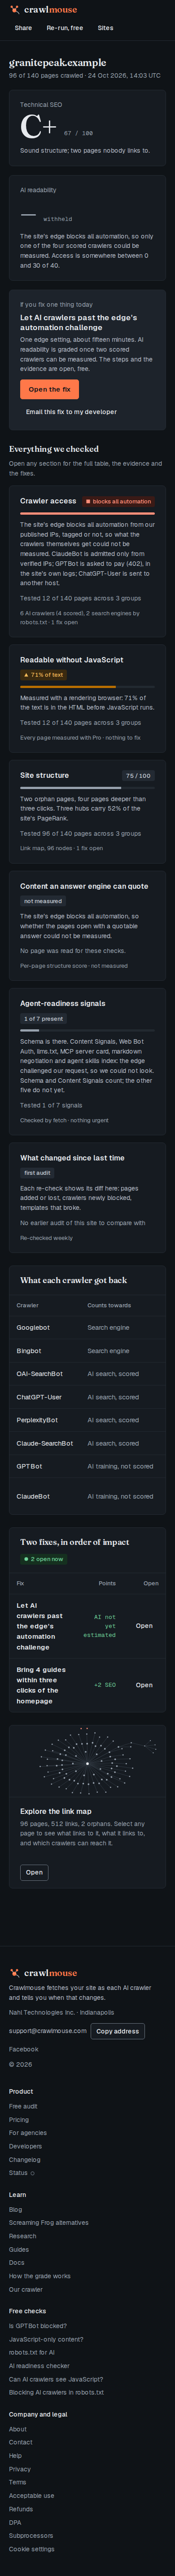 crawlmouse
Share Re-run, free Sites
granitepeak.example
96 of 140 pages crawled · 24 Oct 2026, 14:03 UTC
Technical SEO
C+ 67 / 100
Sound structure; two pages nobody links to.
AI readability
— withheld
The site's edge blocks all automation, so only
one of the four scored crawlers could be
measured. Access is somewhere between 0
and 30 of 40.
If you fix one thing today
Let AI crawlers past the edge's
automation challenge
One edge setting, about fifteen minutes. AI
readability is graded once two scored
crawlers can be measured. The steps and the
evidence are open, free.
Open the fix
Email this fix to my developer
Everything we checked
Open any section for the full table, the evidence and
the fixes.
Crawler access blocks all automation
The site's edge blocks all automation from our
published IPs, tagged or not, so what the
crawlers themselves get could not be
measured. ClaudeBot is admitted only from
verified IPs; GPTBot is asked to pay (402), in
the site's own logs; ChatGPT-User is sent to
another host.
Tested 12 of 140 pages across 3 groups
6 AI crawlers (4 scored), 2 search engines by
robots.txt · 1 fix open
Readable without JavaScript
71% of text
Measured with a rendering browser: 71% of
the text is in the HTML before JavaScript runs.
Tested 12 of 140 pages across 3 groups
Every page measured with Pro · nothing to fix
Site structure 75 / 100
Two orphan pages, four pages deeper than
three clicks. Three hubs carry 52% of the
site's PageRank.
Tested 96 of 140 pages across 3 groups
Link map, 96 nodes · 1 fix open
Content an answer engine can quote
not measured
The site's edge blocks all automation, so
whether the pages open with a quotable
answer could not be measured.
No page was read for these checks.
Per-page structure score · not measured
Agent-readiness signals
1 of 7 present
Schema is there. Content Signals, Web Bot
Auth, llms.txt, MCP server card, markdown
negotiation and agent skills index: the edge
challenged our request, so we could not look.
Schema and Content Signals count; the other
five do not yet.
Tested 1 of 7 signals
Checked by fetch · nothing urgent
What changed since last time
first audit
Each re-check shows its diff here: pages
added or lost, crawlers newly blocked,
templates that broke.
No earlier audit of this site to compare with
Re-checked weekly
What each crawler got back
Crawler Counts towards
Googlebot Search engine
Bingbot Search engine
OAI-SearchBot AI search, scored
ChatGPT-User AI search, scored
PerplexityBot AI search, scored
Claude-SearchBot AI search, scored
GPTBot AI training, not scored
ClaudeBot AI training, not scored
Two fixes, in order of impact
2 open now
Fix Points Open
Let AI
crawlers past
the edge's
automation
challenge
AI not
yet
estimated
Open
Bring 4 guides
within three
clicks of the
homepage
+2 SEO
Open
Explore the link map
96 pages, 512 links, 2 orphans. Select any
page to see what links to it, what it links to,
and which crawlers can reach it.
Open
crawlmouse
Crawlmouse fetches your site as each AI crawler
and tells you when that changes.
NaNl Technologies Inc. · Indianapolis
support@crawlmouse.com Copy address
Facebook
© 2026
Product
Free audit
Pricing
For agencies
Developers
Changelog
Status
Learn
Blog
Screaming Frog alternatives
Research
Guides
Docs
How the grade works
Our crawler
Free checks
Is GPTBot blocked?
JavaScript-only content?
robots.txt for AI
AI readiness checker
Can AI crawlers see JavaScript?
Blocking AI crawlers in robots.txt
Company and legal
About
Contact
Help
Privacy
Terms
Acceptable use
Refunds
DPA
Subprocessors
Cookie settings